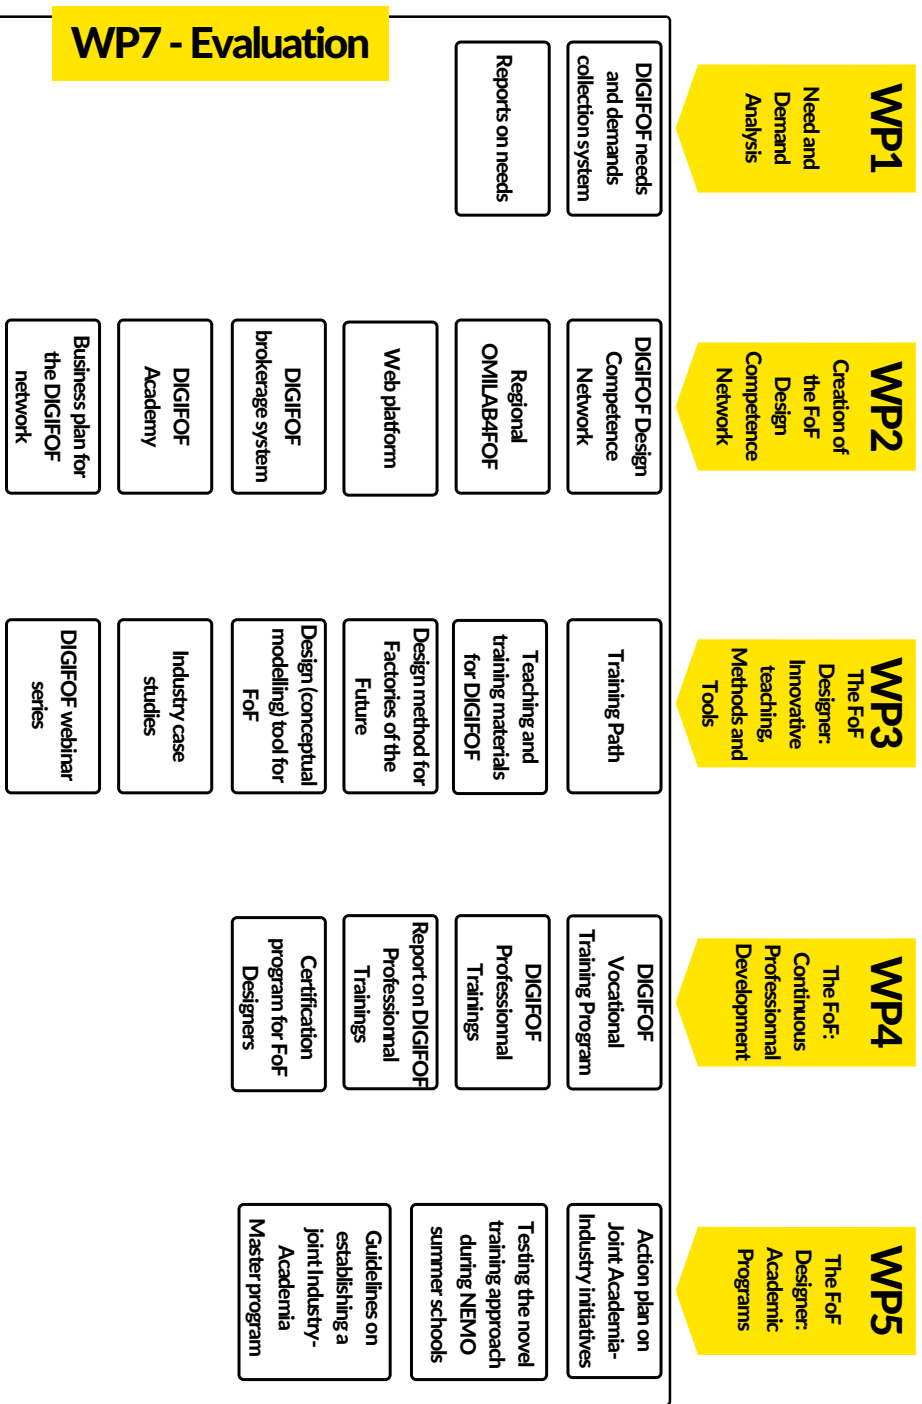 WP7 - Evaluation
WP1
Need and
Demand
Analysis
DIGIFOF needs
and demands
collection system
Reports on needs
WP2
Creation of
the FoF
Design
Competence
Network
DIGIFOF Design
Competence
Network
Regional
OMILAB4FOF
Web platform
DIGIFOF
brokerage system
DIGIFOF
Academy
Business plan for
the DIGIFOF
network
WP3
The FoF
Designer:
Innovative
teaching,
Methods and
Tools
Training Path
Teaching and
training materials
for DIGIFOF
Design method for
Factories of the
Future
Design (conceptual
modelling) tool for
FoF
Industry case
studies
DIGIFOF webinar
series
WP4
The FoF:
Continuous
Professionnal
Development
DIGIFOF
Vocational
Training Program
DIGIFOF
Professionnal
Trainings
Report on DIGIFOF
Professionnal
Trainings
Certification
program for FoF
Designers
WP5
The FoF
Designer:
Academic
Programs
Action plan on
Joint Academia-
Industry initiatives
Testing the novel
training approach
during NEMO
summer schools
Guidelines on
establishing a
joint Industry-
Academia
Master program